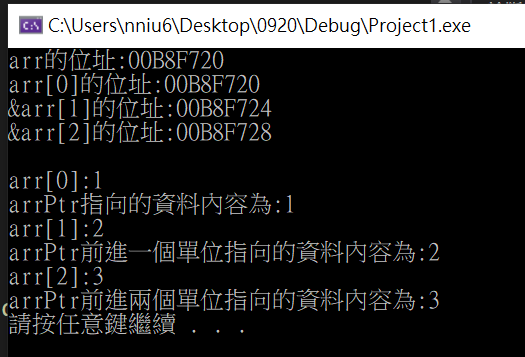 C:\Users\nniu6\Desktop\0920\Debug\Project1.exe
arr的位址:00B8F720
arr[0]的位址:00B8F720
&arr[1]的位址:00B8F724
&arr[2]的位址:00B8F728
arr[0]:1
arrPtr指向的資料內容為:1
arr[1]:2
arrPtr前進一個單位指向的資料內容為:2
arr[2]:3
arrPtr前進兩個單位指向的資料內容為:3
請按任意鍵繼續 . . .